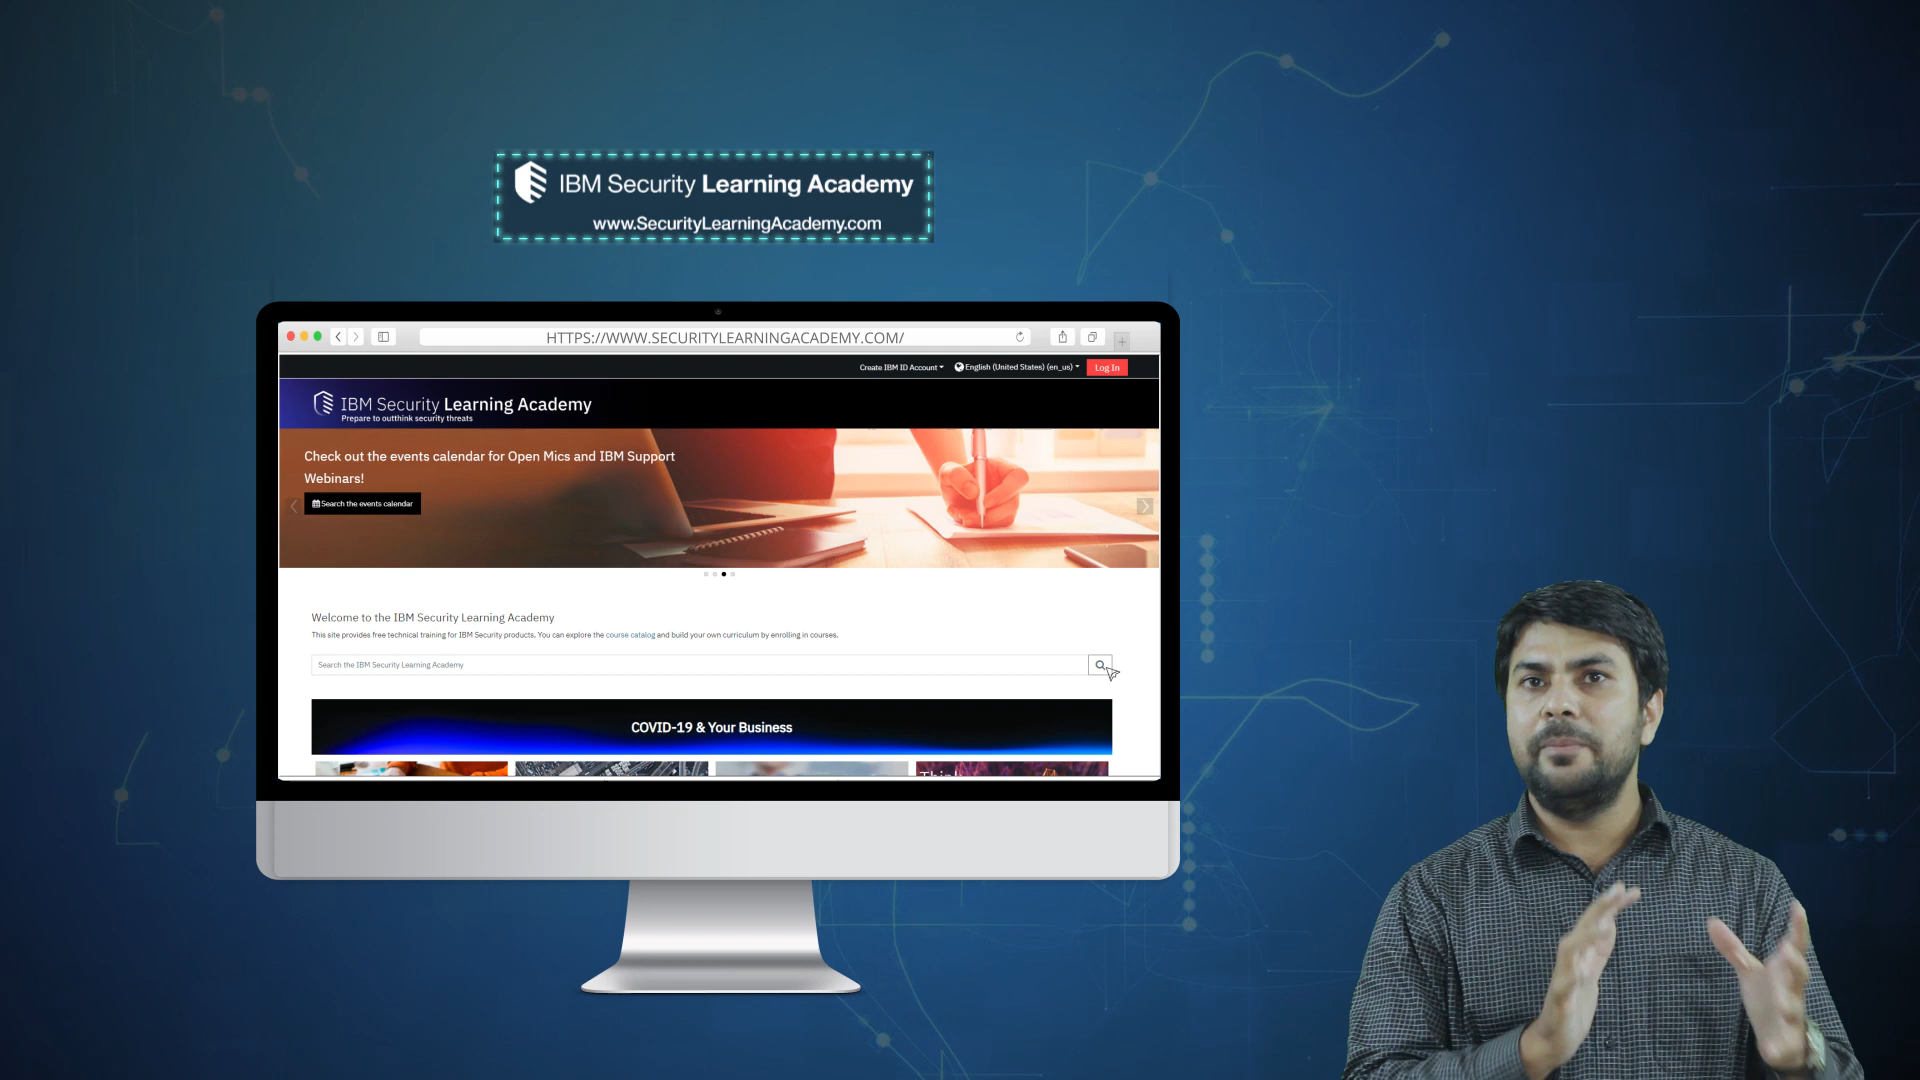 IBM Security Learning Academy
www.SecurityLearningAcademy.com
HTTPS://WWW.SECURITYLEARNINGACADEMY.COM/
Create IBM ID Account
English (United States) (en_us)
Log In
IBM Security Learning Academy
Prepare to outthink security threats
Check out the events calendar for Open Mics and IBM Support
Webinars!
Search the events calendar
Welcome to the IBM Security Learning Academy
This site provides free technical training for IBM Security products. You can explore the course catalog and build your own curriculum by enrolling in courses.
Search the IBM Security Learning Academy
COVID-19 & Your Business
Think